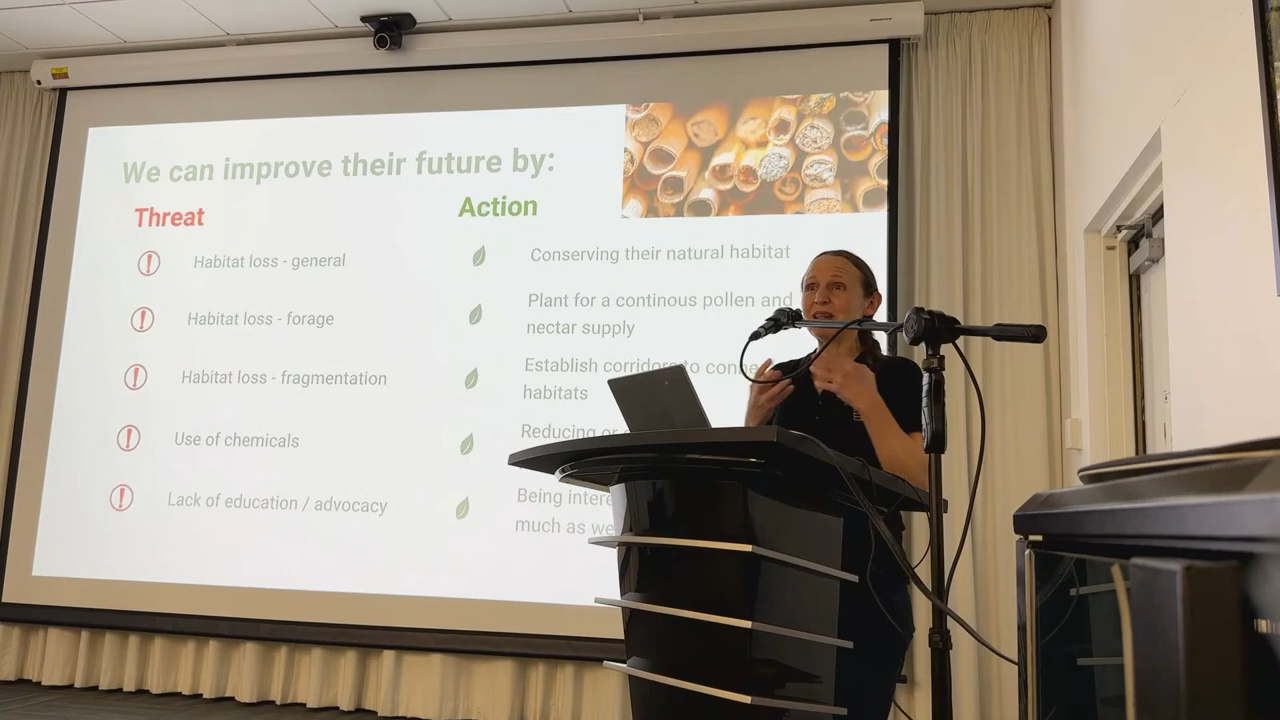 We can improve their future by:
Threat
Action
Habitat loss - general
Conserving their natural habitat
Habitat loss - forage
Plant for a continous pollen and
nectar supply
Habitat loss - fragmentation
Establish corridors to
habitats
Use of chemicals
Reducing or
Lack of education / advocacy
Being
much as